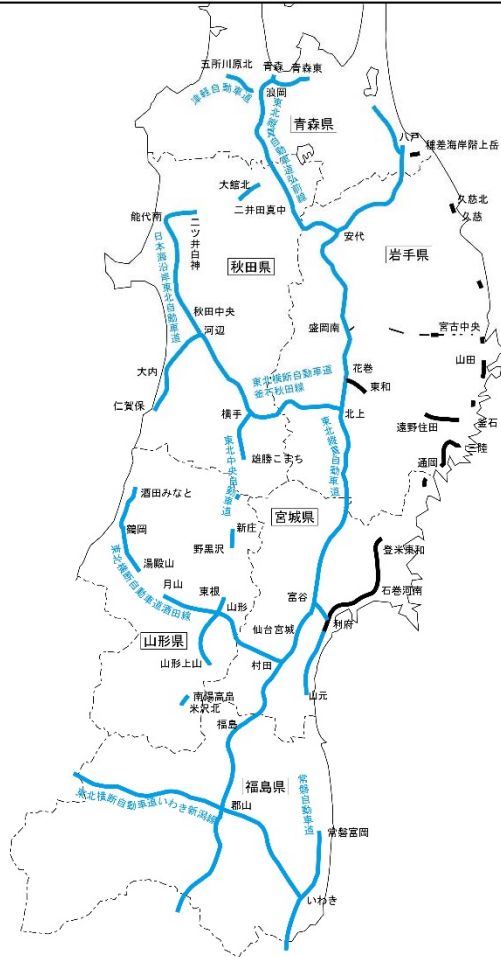 五所川原北
青森
青森東
津軽自動車道
浪岡
東北縦貫自動車道弘前線
青森県
八戸
種差海岸階上岳
大館北
二井田真中
久慈北
久慈
能代南
二ツ井白神
安代
岩手県
秋田県
日本海沿岸東北自動車道
秋田中央
河辺
盛岡南
宮古中央
山田
花巻
東和
大内
東北横断自動車道
釜石秋田線
仁賀保
横手
北上
遠野住田
釜石
三陸
通岡
雄勝こまち
東北中央自動車道
東北縦貫自動車道
酒田みなと
宮城県
新庄
鶴岡
野黒沢
登米東和
湯殿山
月山
東根
石巻河南
東北横断自動車道酒田線
富谷
山形
利府
仙台宮城
山形県
山形上山
村田
南陽高畠
米沢北
山元
福島
福島県
常磐自動車道
東北横断自動車道いわき新潟線
郡山
常磐富岡
いわき